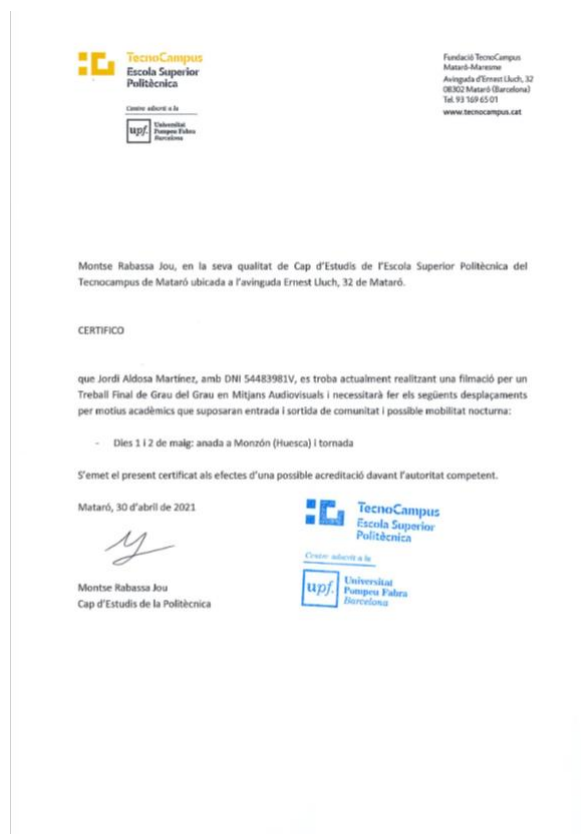 TecnoCampus
Escola Superior
Politècnica
Centre adscrit a la
upf.
Universitat
Pompeu Fabra
Barcelona
Fundació TecnoCampus
Mataró-Maresme
Avinguda d'Ernest Lluch, 32
08302 Mataró (Barcelona)
Tel. 93 169 65 01
www.tecnocampus.cat
Montse Rabassa Jou, en la seva qualitat de Cap d'Estudis de l'Escola Superior Politècnica del
Tecnocampus de Mataró ubicada a l'avinguda Ernest Lluch, 32 de Mataró.
CERTIFICO
que Jordi Aldosa Martínez, amb DNI 54483981V, es troba actualment realitzant una filmació per un
Treball Final de Grau del Grau en Mitjans Audiovisuals i necessitarà fer els següents desplaçaments
per motius acadèmics que suposaran entrada i sortida de comunitat i possible mobilitat nocturna:
- Dies 1 i 2 de maig: anada a Monzón (Huesca) i tornada
S'emet el present certificat als efectes d'una possible acreditació davant l'autoritat competent.
Mataró, 30 d'abril de 2021
Montse Rabassa Jou
Cap d'Estudis de la Politècnica
TecnoCampus
Escola Superior
Politècnica
Centre adscrit a la
upf.
Universitat
Pompeu Fabra
Barcelona